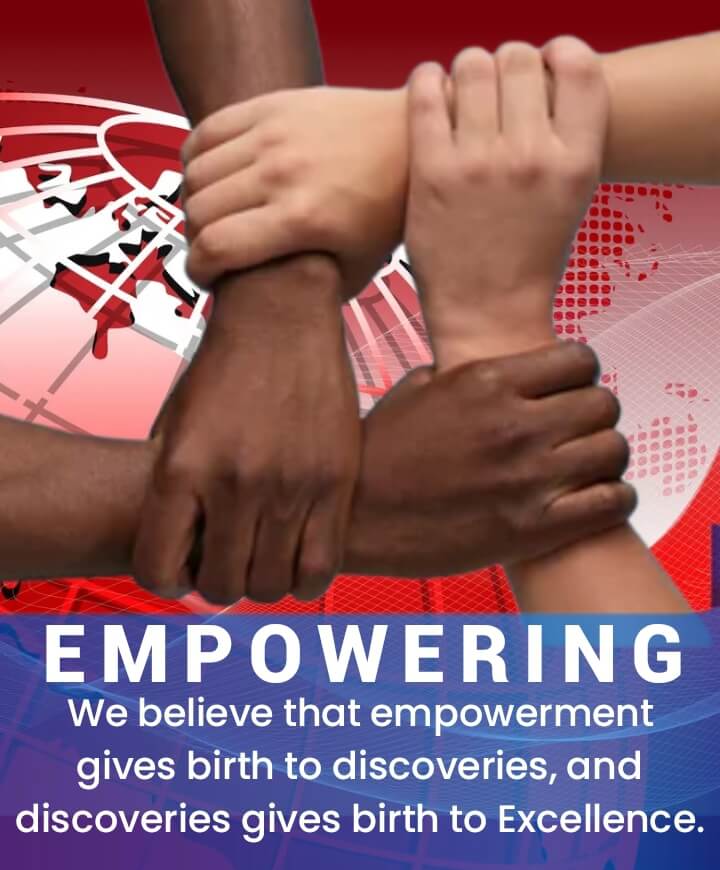 EMPOWERING
We believe that empowerment
gives birth to discoveries, and
discoveries gives birth to Excellence.